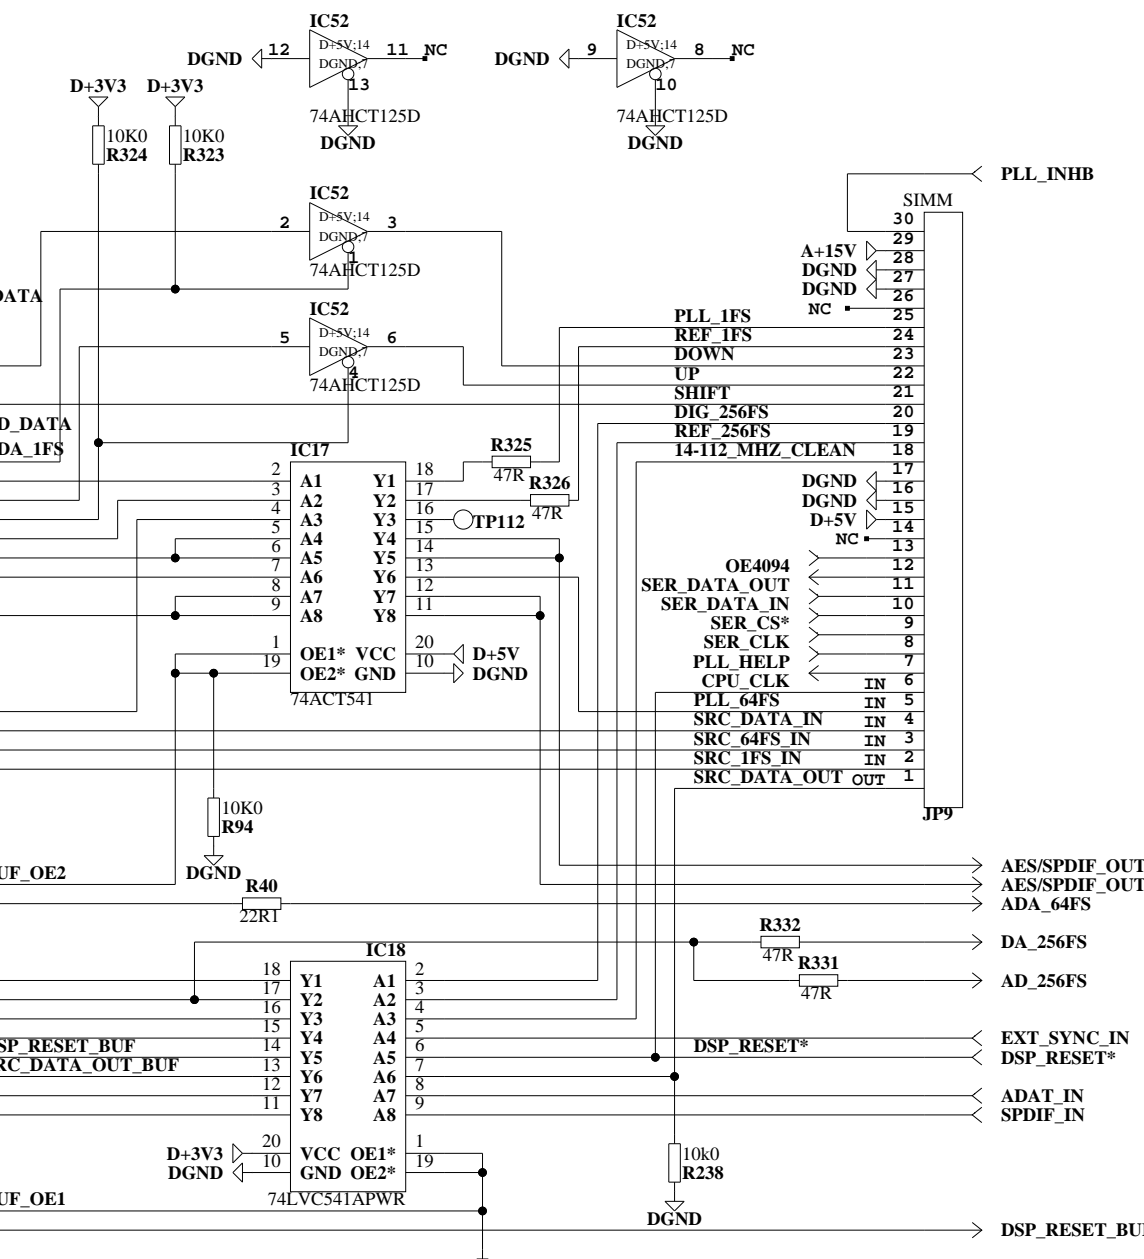 IC52
D+5V;14
DGND;7
DGND 12 11 NC
13
74AHCT125D
DGND
IC52
D+5V;14
DGND;7
DGND 9 8 NC
10
74AHCT125D
DGND
D+3V3 D+3V3
10K0 10K0
R324 R323
IC52
2 D+5V;14 3
DGND;7
1
74AHCT125D
IC52
5 D+5V;14 6
DGND;7
4
74AHCT125D
PLL_INHB
SIMM
30
29
A+15V 28
DGND 27
DGND 26
NC 25
PLL_1FS 24
REF_1FS 23
DOWN 22
UP 21
SHIFT 20
DIG_256FS 19
REF_256FS 18
14-112_MHZ_CLEAN 17
DGND 16
DGND 15
D+5V 14
NC 13
OE4094 12
SER_DATA_OUT 11
SER_DATA_IN 10
SER_CS* 9
SER_CLK 8
PLL_HELP 7
CPU_CLK IN 6
PLL_64FS IN 5
SRC_DATA_IN IN 4
SRC_64FS_IN IN 3
SRC_1FS_IN IN 2
SRC_DATA_OUT OUT 1
JP9
DATA
D_DATA
DA_1FS
R325
47R
R326
47R
TP112
IC17
2 A1 Y1 18
3 A2 Y2 17
4 A3 Y3 16
5 A4 Y4 15
6 A5 Y5 14
7 A6 Y6 13
8 A7 Y7 12
9 A8 Y8 11
1 OE1* VCC 20 D+5V
19 OE2* GND 10 DGND
74ACT541
10K0
R94
DGND
UF_OE2
R40
22R1
AES/SPDIF_OUT
AES/SPDIF_OUT
ADA_64FS
R332
47R
DA_256FS
R331
47R
AD_256FS
IC18
18 Y1 A1 2
17 Y2 A2 3
16 Y3 A3 4
15 Y4 A4 5
14 Y5 A5 6
13 Y6 A6 7
12 Y7 A7 8
11 Y8 A8 9
D+3V3 20 VCC OE1* 1
DGND 10 GND OE2* 19
74LVC541APWR
SP_RESET_BUF
RC_DATA_OUT_BUF
DSP_RESET*
EXT_SYNC_IN
DSP_RESET*
ADAT_IN
SPDIF_IN
10k0
R238
DGND
UF_OE1
DSP_RESET_BU